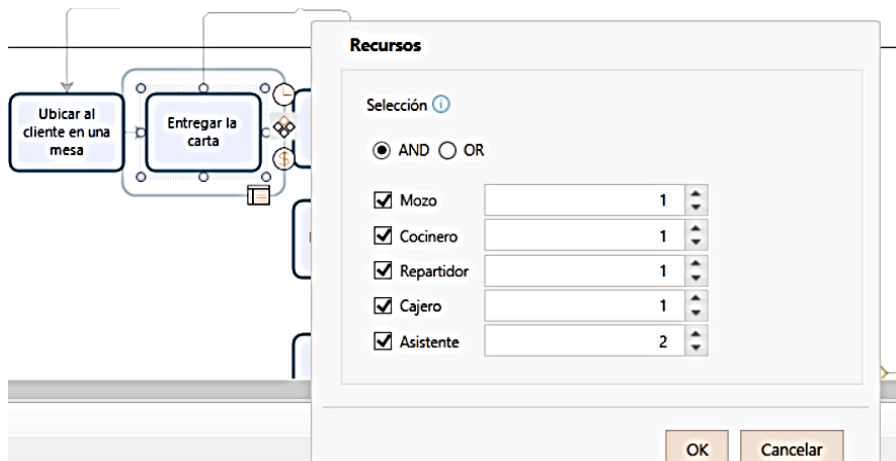 Recursos
Selección
AND OR
Mozo 1
Cocinero 1
Repartidor 1
Cajero 1
Asistente 2
OK Cancelar
Ubicar al
cliente en una
mesa
Entregar la
carta